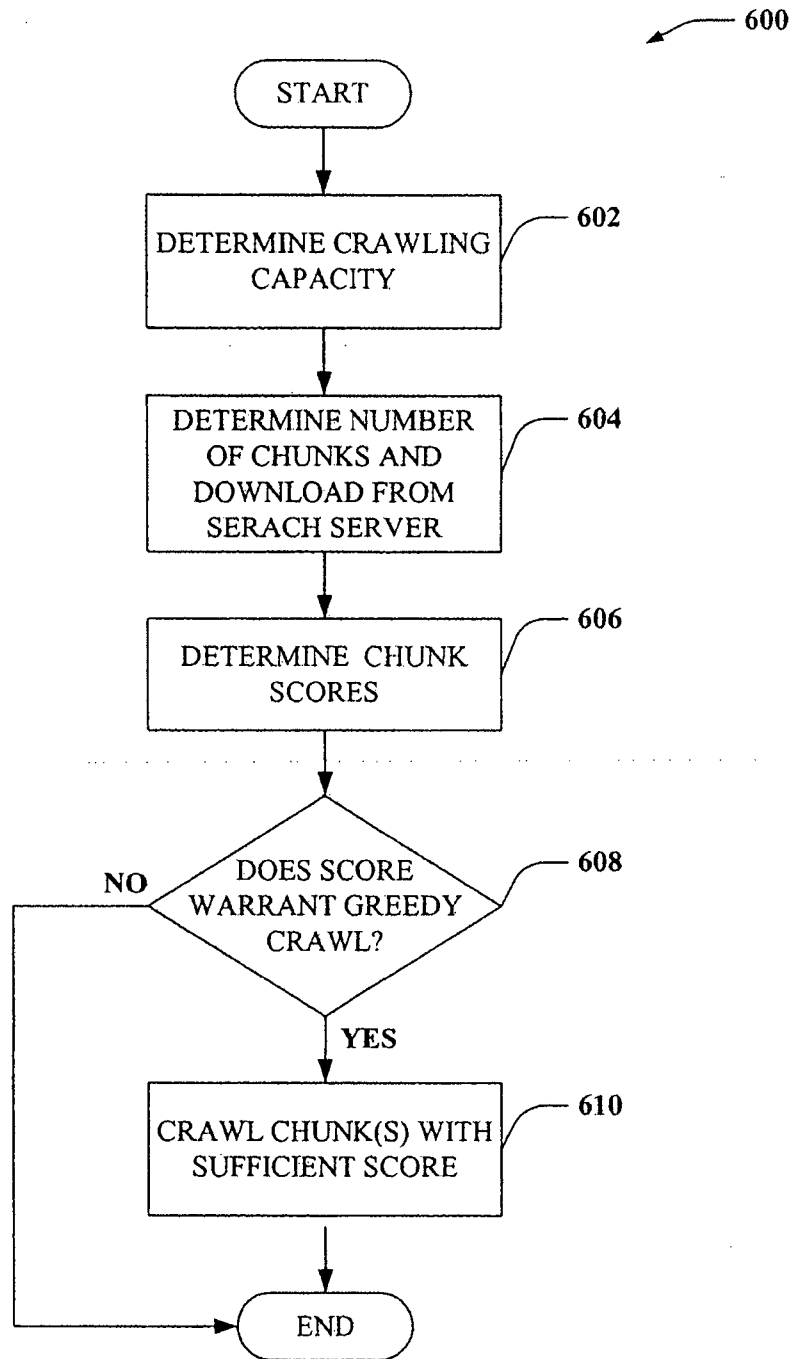 600
START
602
DETERMINE CRAWLING
CAPACITY
604
DETERMINE NUMBER
OF CHUNKS AND
DOWNLOAD FROM
SERACH SERVER
606
DETERMINE CHUNK
SCORES
608
DOES SCORE
WARRANT GREEDY
CRAWL?
NO
YES
610
CRAWL CHUNK(S) WITH
SUFFICIENT SCORE
END